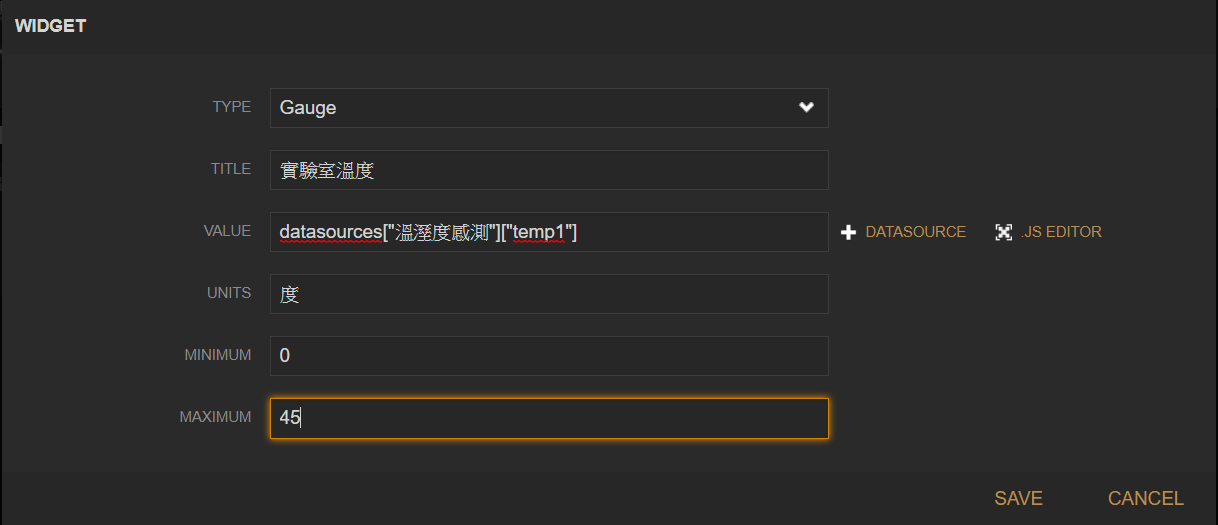 WIDGET
TYPE Gauge
TITLE 實驗室溫度
VALUE datasources["溫溼度感測"]["temp1"] DATASOURCE .JS EDITOR
UNITS 度
MINIMUM 0
MAXIMUM 45
SAVE CANCEL